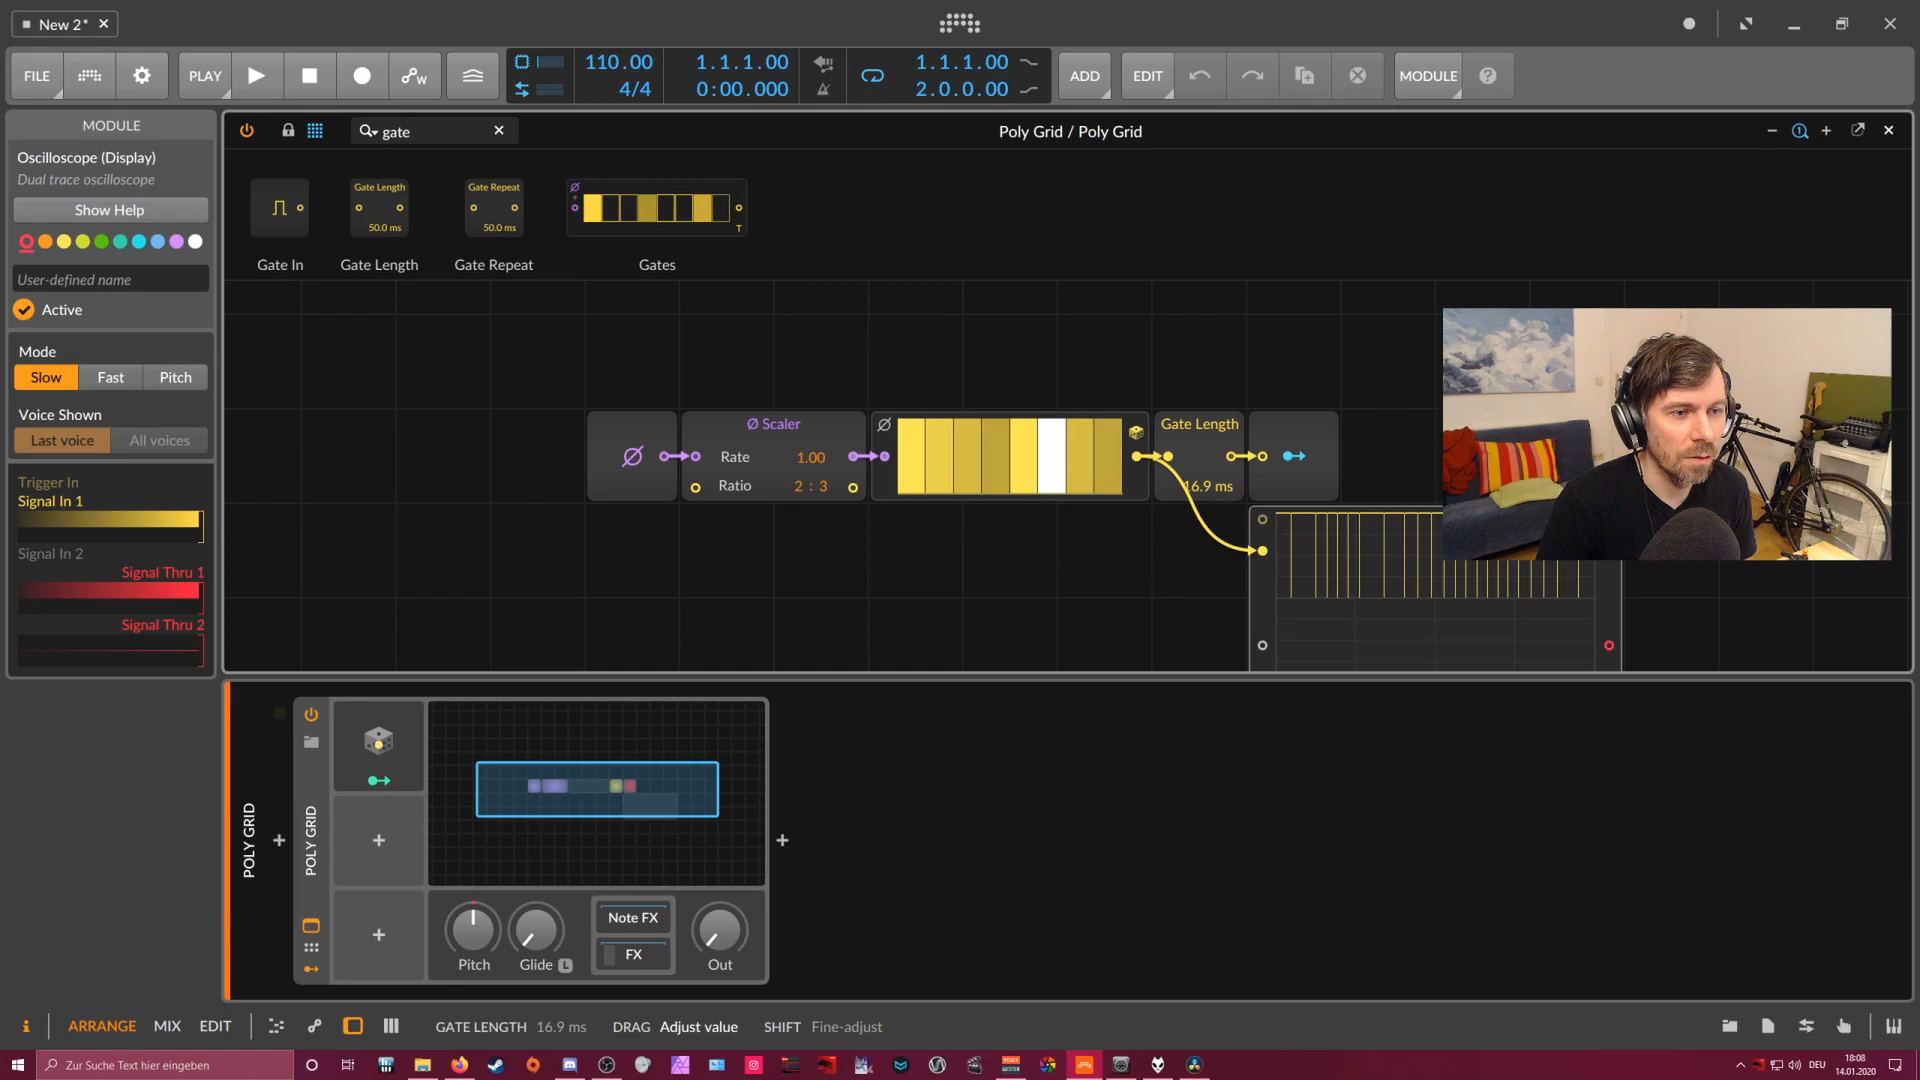 New 2*
FILE
PLAY
110.00
4/4
1.1.1.00
0:00.000
1.1.1.00
2.0.0.00
ADD
EDIT
MODULE
?
MODULE
Oscilloscope (Display)
Dual trace oscilloscope
Show Help
User-defined name
Active
Mode
Slow Fast Pitch
Voice Shown
Last voice All voices
Trigger In
Signal In 1
Signal In 2
Signal Thru 1
Signal Thru 2
gate
Poly Grid / Poly Grid
Gate Length
50.0 ms
Gate Repeat
50.0 ms
T
Gate In
Gate Length
Gate Repeat
Gates
Ø Scaler
Rate 1.00
Ratio 2 : 3
Gate Length
16.9 ms
POLY GRID
POLY GRID
Pitch
Glide L
Note FX
FX
Out
i ARRANGE MIX EDIT
GATE LENGTH 16.9 ms DRAG Adjust value SHIFT Fine-adjust
Zur Suche Text hier eingeben
DEU
18:08
14.01.2020